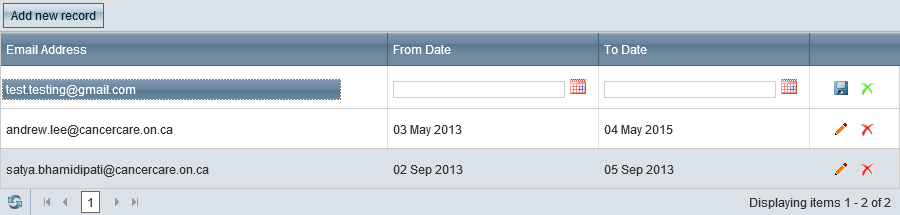 Add new record
Email Address From Date To Date
test.testing@gmail.com
andrew.lee@cancercare.on.ca 03 May 2013 04 May 2015
satya.bhamidipati@cancercare.on.ca 02 Sep 2013 05 Sep 2013
1 Displaying items 1 - 2 of 2